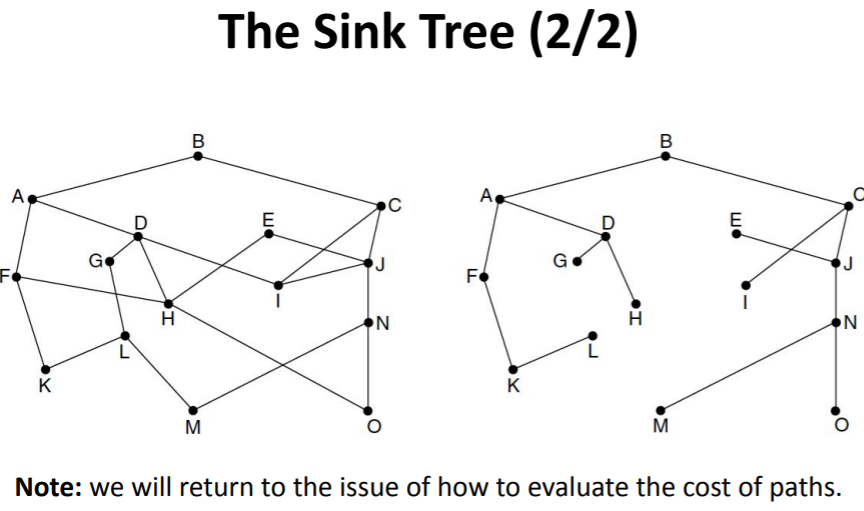 The Sink Tree (2/2)
B
A
C
D
E
G
F
J
I
H
N
L
K
M
O
B
A
C
D
E
G
F
J
I
H
N
L
K
M
O
Note: we will return to the issue of how to evaluate the cost of paths.